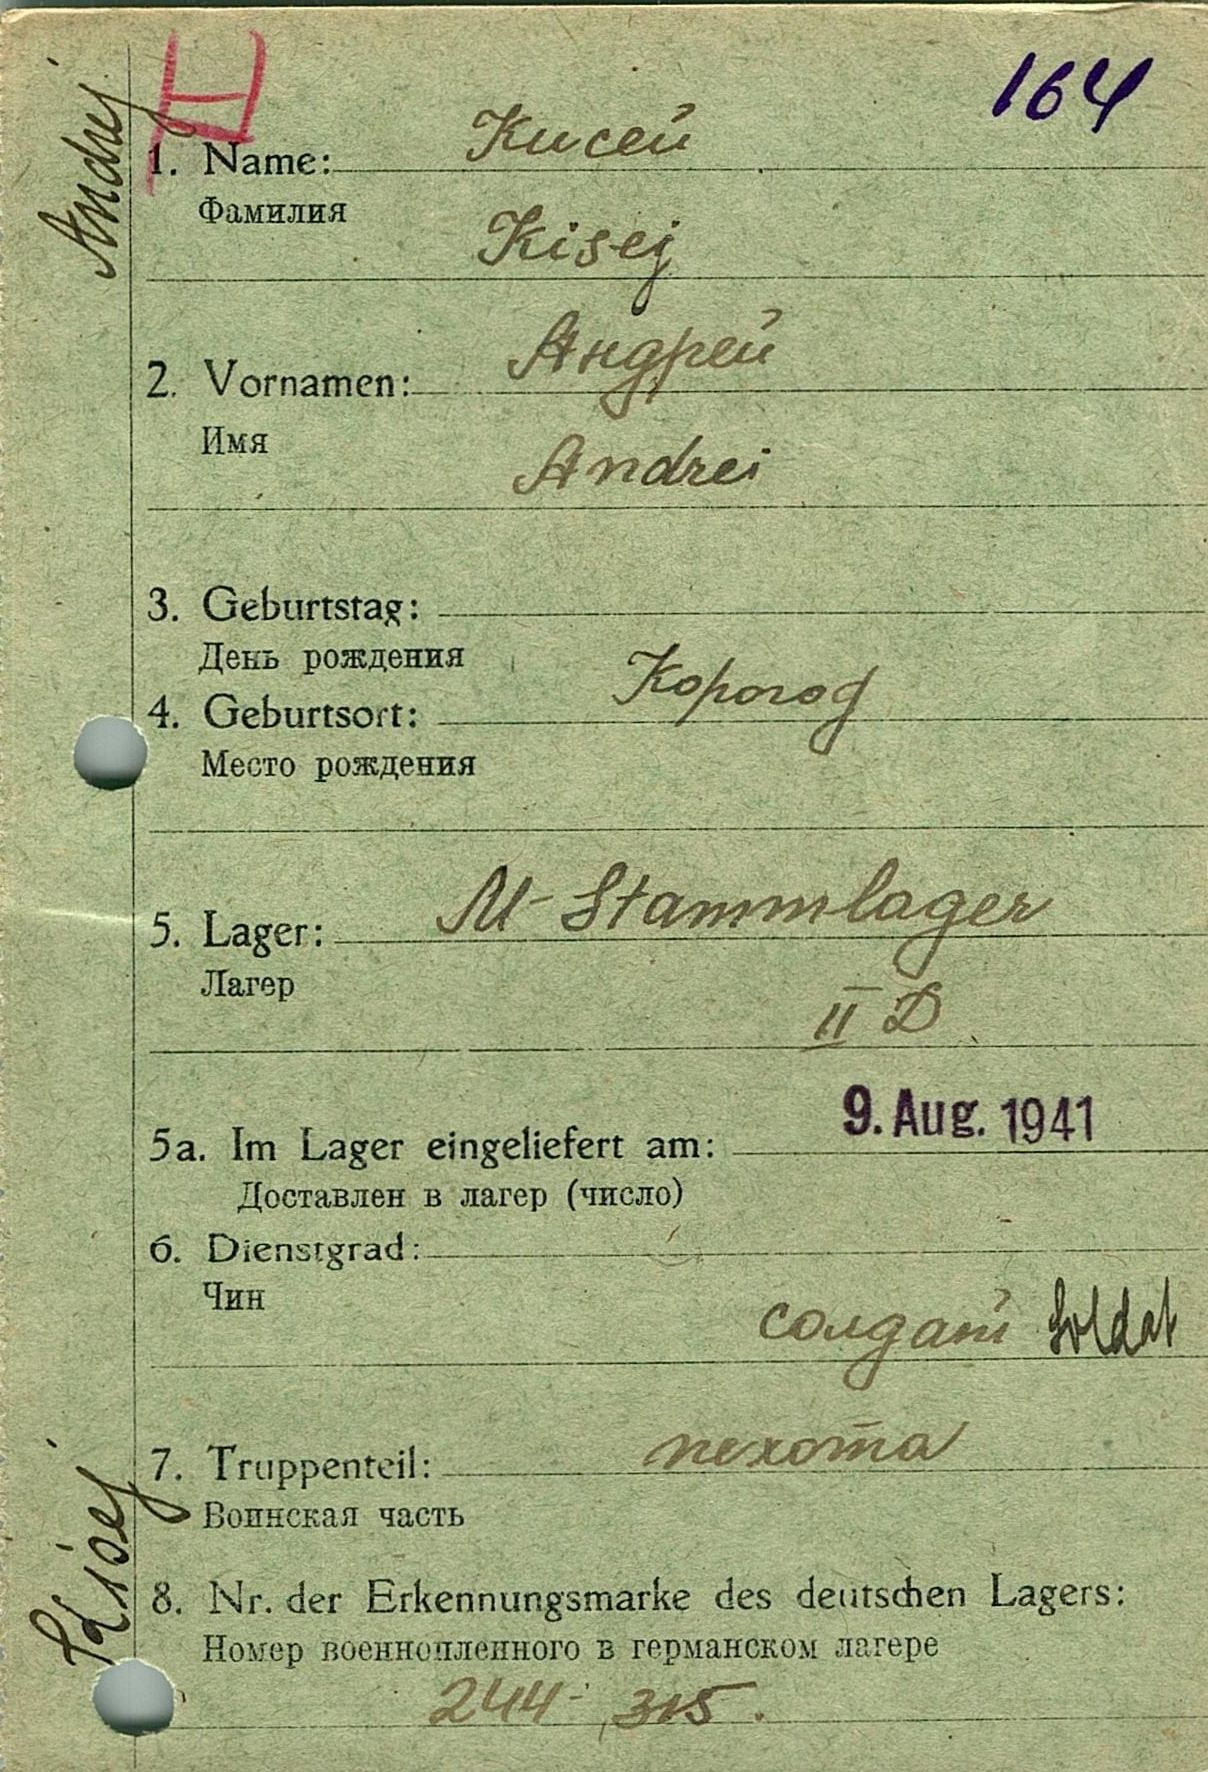 164
Andrej
1. Name: Кисей
Фамилия
Kisej
2. Vornamen: Андрей
Имя
Andrei
3. Geburtstag:
День рождения
4. Geburtsort: Корогод
Место рождения
5. Lager: M-Stammlager
Лагер
II D
5a. Im Lager eingeliefert am: 9. Aug. 1941
Доставлен в лагер (число)
6. Dienstgrad:
Чин
солдат Soldat
7. Truppenteil: пехота
Воинская часть
Kisej
8. Nr. der Erkennungsmarke des deutschen Lagers:
Номер военнопленного в германском лагере
244- 315.